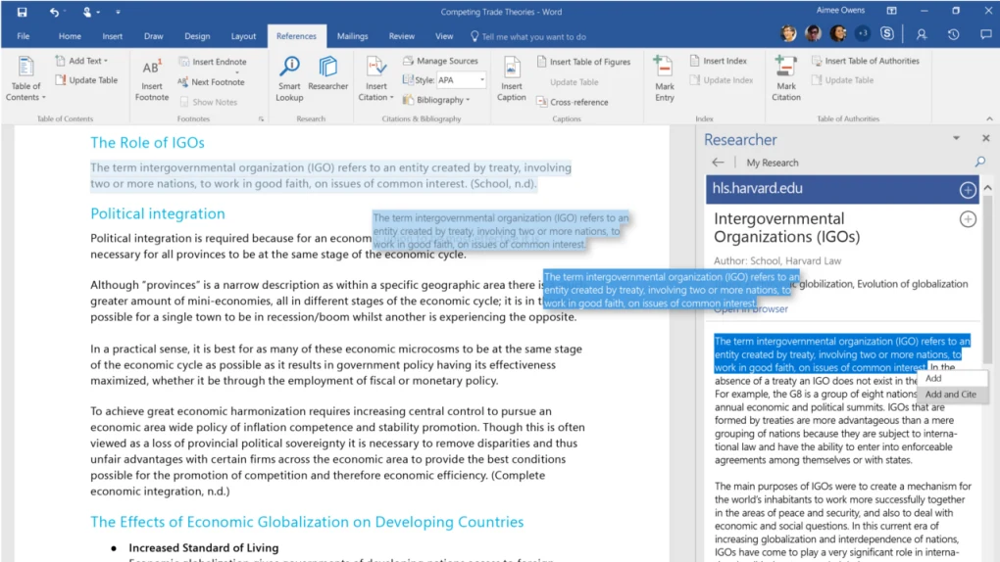 Competing Trade Theories - Word
Aimee Owens
File Home Insert Draw Design Layout References Mailings Review View Tell me what you want to do
+3
Table of Contents
Add Text
Update Table
Table of Contents
AB1
Insert Footnote
Insert Endnote
Next Footnote
Show Notes
Footnotes
Smart Lookup
Researcher
Research
Insert Citation
Manage Sources
Style: APA
Bibliography
Citations & Bibliography
Insert Caption
Insert Table of Figures
Update Table
Cross-reference
Captions
Mark Entry
Insert Index
Update Index
Index
Mark Citation
Insert Table of Authorities
Update Table
Table of Authorities
The Role of IGOs
The term intergovernmental organization (IGO) refers to an entity created by treaty, involving
two or more nations, to work in good faith, on issues of common interest. (School, n.d).
Political integration
Political integration is required because for an econom
necessary for all provinces to be at the same stage of the economic cycle.
The term intergovernmental organization (IGO) refers to an
entity created by treaty, involving two or more nations, to
work in good faith, on issues of common interest.
Although “provinces” is a narrow description as within a specific geographic area there is
greater amount of mini-economies, all in different stages of the economic cycle; it is in t
possible for a single town to be in recession/boom whilst another is experiencing the opposite.
The term intergovernmental organization (IGO) refers to an
entity created by treaty, involving two or more nations, to
work in good faith, on issues of common interest.
In a practical sense, it is best for as many of these economic microcosms to be at the same stage
of the economic cycle as possible as it results in government policy having its effectiveness
maximized, whether it be through the employment of fiscal or monetary policy.
To achieve great economic harmonization requires increasing central control to pursue an
economic area wide policy of inflation competence and stability promotion. Though this is often
viewed as a loss of provincial political sovereignty it is necessary to remove disparities and thus
unfair advantages with certain firms across the economic area to provide the best conditions
possible for the promotion of competition and therefore economic efficiency. (Complete
economic integration, n.d.)
The Effects of Economic Globalization on Developing Countries
● Increased Standard of Living
Economic globalization gives governments of developing nations access to foreign
Researcher
My Research
hls.harvard.edu
Intergovernmental
Organizations (IGOs)
Author: School, Harvard Law
c globilization, Evolution of globalization
Open in browser
The term intergovernmental organization (IGO) refers to an
entity created by treaty, involving two or more nations, to
work in good faith, on issues of common interest. In the
absence of a treaty an IGO does not exist in the
For example, the G8 is a group of eight nations
annual economic and political summits. IGOs that are
formed by treaties are more advantageous than a mere
grouping of nations because they are subject to interna-
tional law and have the ability to enter into enforceable
agreements among themselves or with states.
Add
Add and Cite
The main purposes of IGOs were to create a mechanism for
the world's inhabitants to work more successfully together
in the areas of peace and security, and also to deal with
economic and social questions. In this current era of
increasing globalization and interdependence of nations,
IGOs have come to play a very significant role in interna-